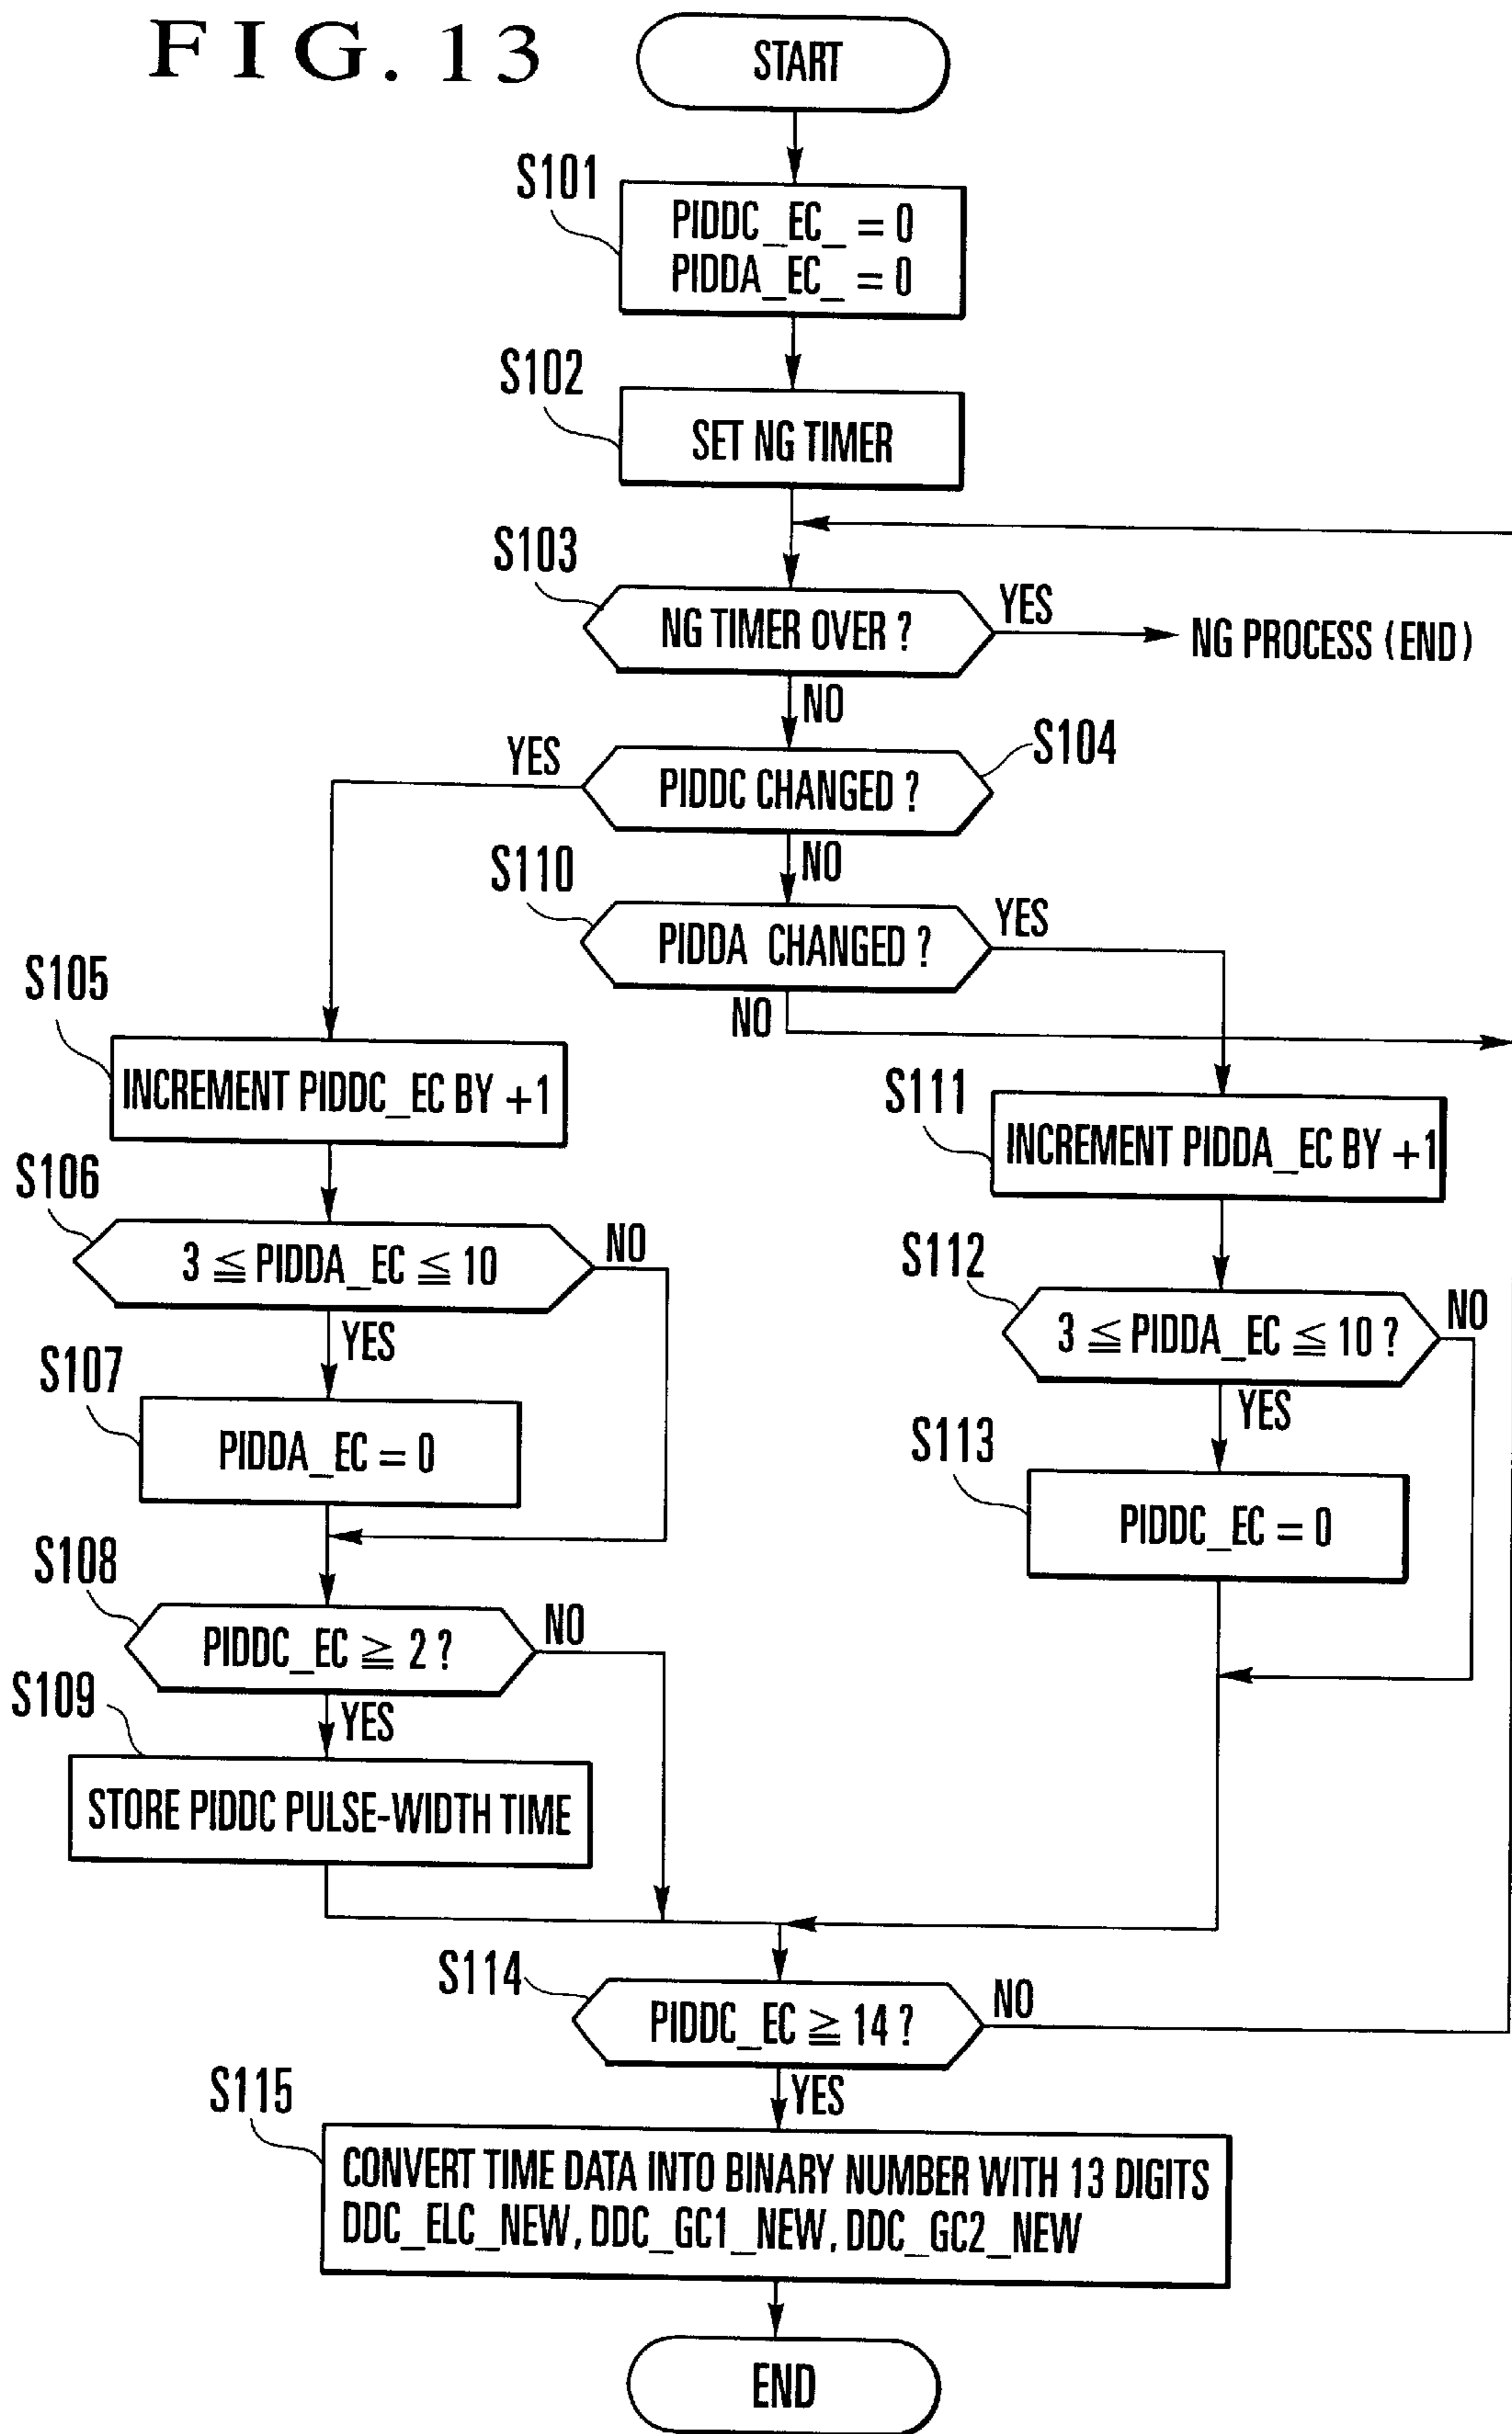 FIG. 13
START
S101
PIDDC_EC_ = 0
PIDDA_EC_ = 0
S102
SET NG TIMER
S103
NG TIMER OVER ?
YES
NG PROCESS (END)
NO
S104
YES
PIDDC CHANGED ?
NO
S110
PIDDA CHANGED ?
YES
NO
S105
INCREMENT PIDDC_EC BY +1
S111
INCREMENT PIDDA_EC BY +1
S106
3 ≦ PIDDA_EC ≦ 10
NO
YES
S112
3 ≦ PIDDA_EC ≦ 10 ?
NO
YES
S107
PIDDA_EC = 0
S113
PIDDC_EC = 0
S108
PIDDC_EC ≧ 2 ?
NO
YES
S109
STORE PIDDC PULSE-WIDTH TIME
S114
PIDDC_EC ≧ 14 ?
NO
YES
S115
CONVERT TIME DATA INTO BINARY NUMBER WITH 13 DIGITS
DDC_ELC_NEW, DDC_GC1_NEW, DDC_GC2_NEW
END